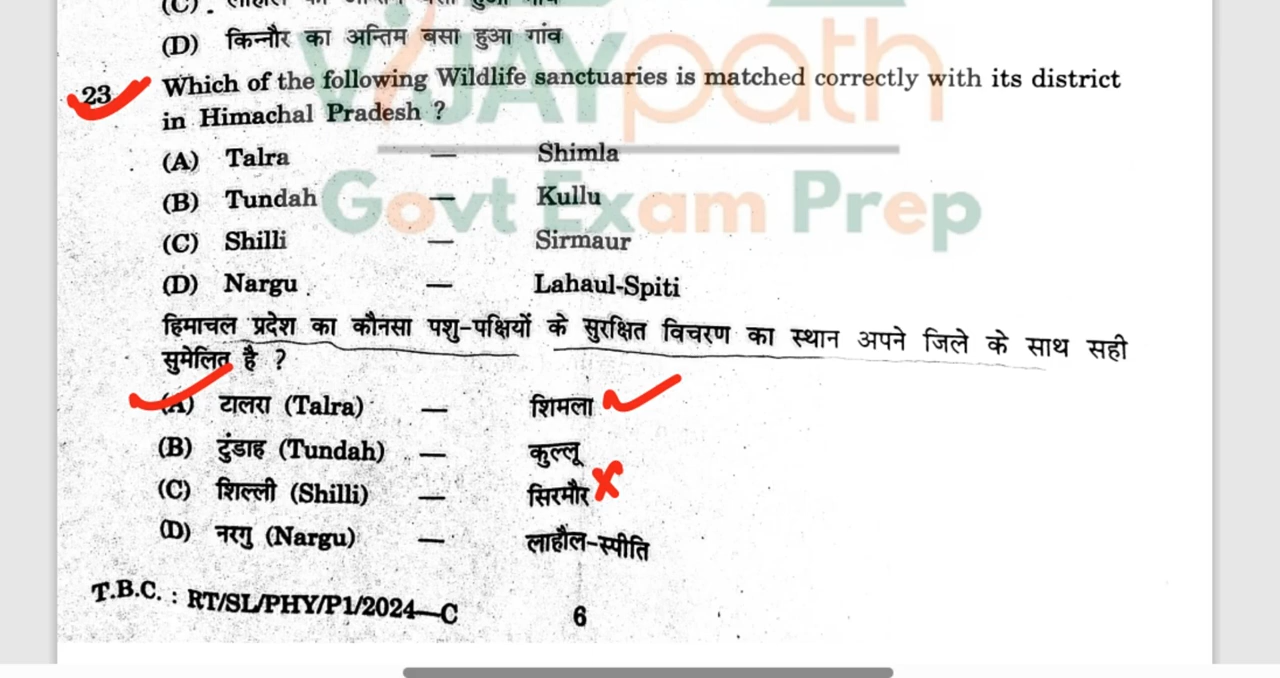 (D) किन्नौर का अन्तिम बसा हुआ गांव
23 Which of the following Wildlife sanctuaries is matched correctly with its district
in Himachal Pradesh ?
(A) Talra — Shimla
(B) Tundah — Kullu
(C) Shilli — Sirmaur
(D) Nargu — Lahaul-Spiti
हिमाचल प्रदेश का कौनसा पशु-पक्षियों के सुरक्षित विचरण का स्थान अपने जिले के साथ सही
सुमेलित है ?
(A) टालरा (Talra) — शिमला
(B) टुंडाह (Tundah) — कुल्लू
(C) शिल्ली (Shilli) — सिरमौर
(D) नरगु (Nargu) — लाहौल-स्पीति
T.B.C. : RT/SL/PHY/P1/2024—C 6
VIJAYpath
Govt Exam Prep